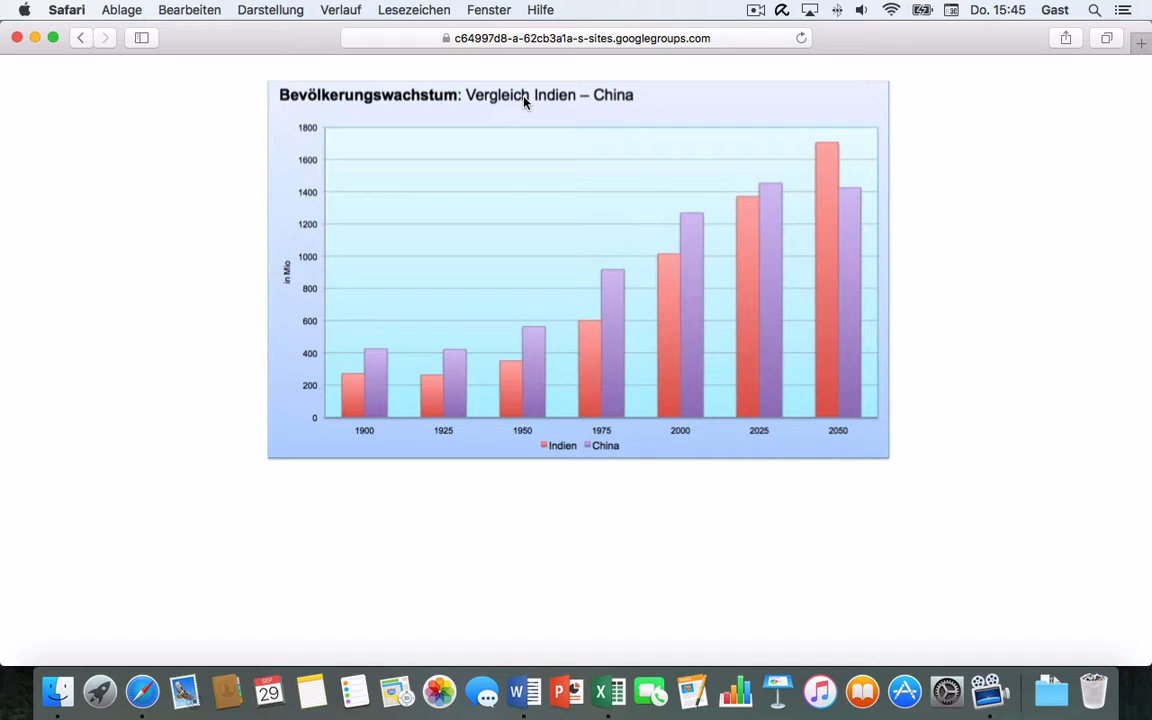 Safari Ablage Bearbeiten Darstellung Verlauf Lesezeichen Fenster Hilfe Do. 15:45 Gast
c64997d8-a-62cb3a1a-s-sites.googlegroups.com
Bevölkerungswachstum: Vergleich Indien – China
1800
1600
1400
1200
1000
800
600
400
200
0
in Mio
1900 1925 1950 1975 2000 2025 2050
Indien China
SEP
29